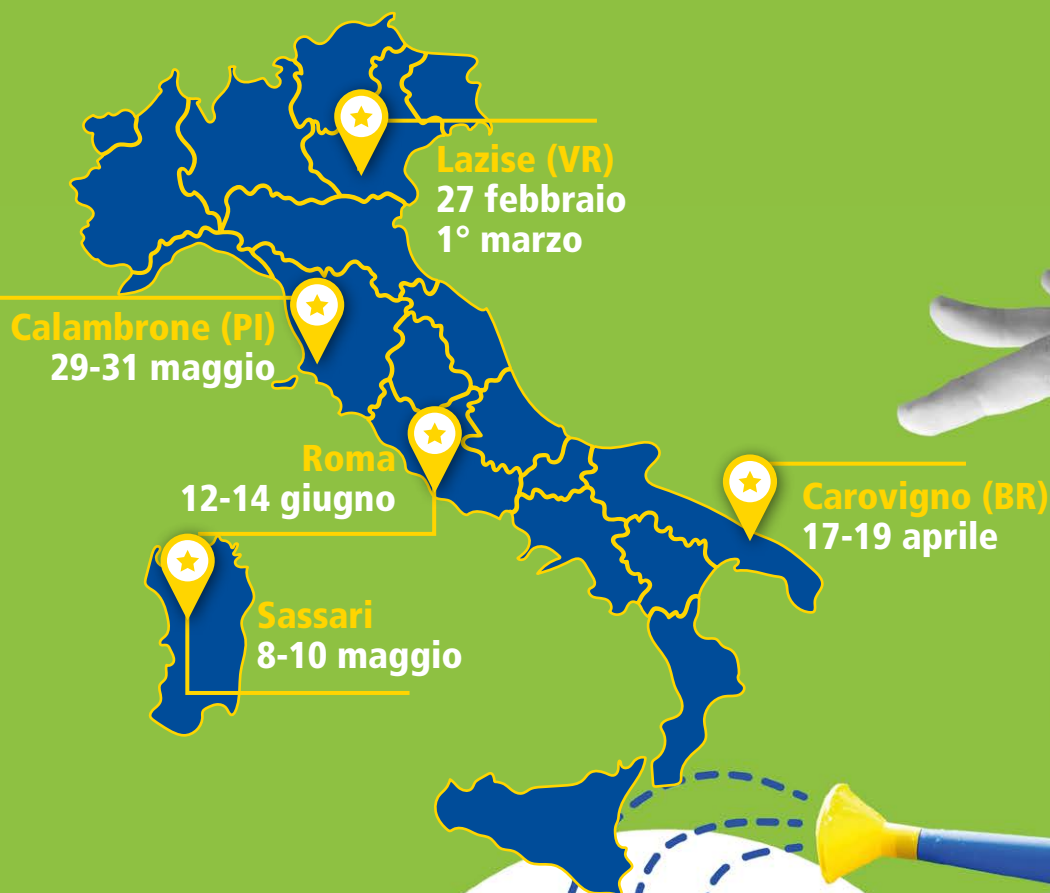 Lazise (VR)
27 febbraio
1° marzo
Calambrone (PI)
29-31 maggio
Roma
12-14 giugno
Carovigno (BR)
17-19 aprile
Sassari
8-10 maggio